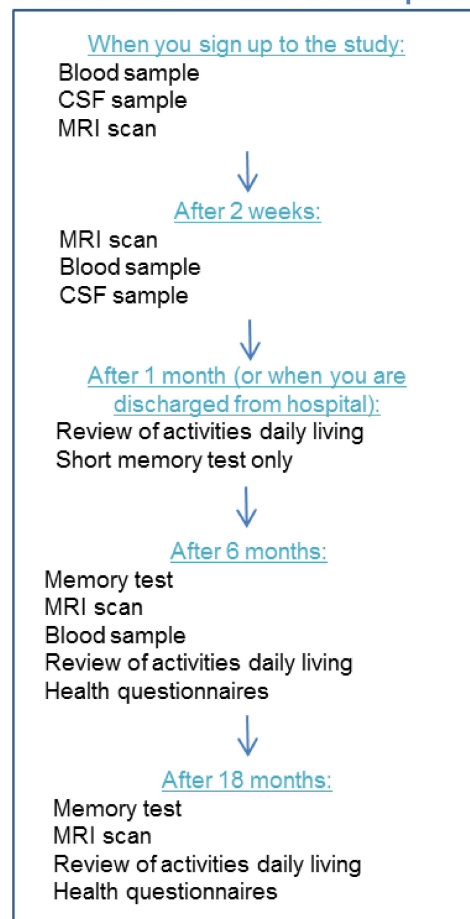 When you sign up to the study:
Blood sample
CSF sample
MRI scan
After 2 weeks:
MRI scan
Blood sample
CSF sample
After 1 month (or when you are
discharged from hospital):
Review of activities daily living
Short memory test only
After 6 months:
Memory test
MRI scan
Blood sample
Review of activities daily living
Health questionnaires
After 18 months:
Memory test
MRI scan
Review of activities daily living
Health questionnaires